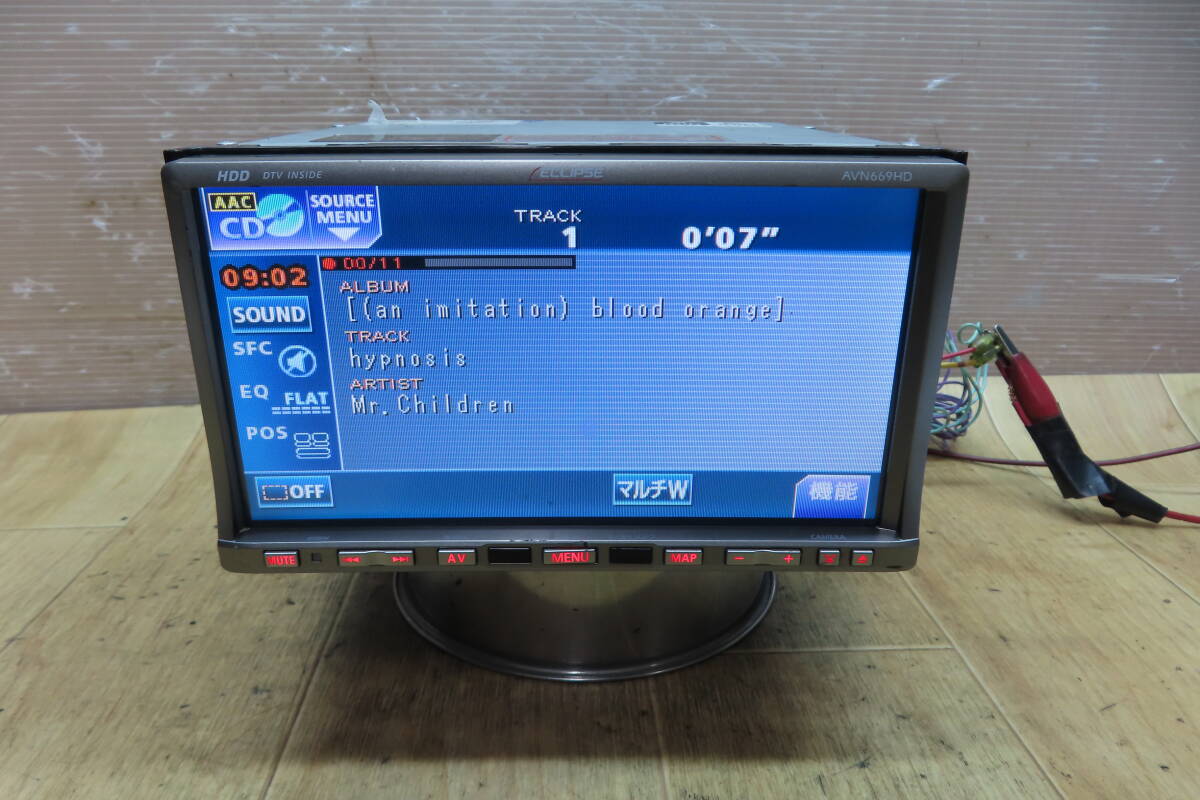 HDD DTV INSIDE ECLIPSE AVN669HD
AAC
CD
SOURCE
MENU
TRACK
1 0'07"
09:02
00/11
ALBUM
[(an imitation) blood orange]
SOUND
TRACK
hypnosis
SFC
ARTIST
Mr.Children
EQ
FLAT
POS
OFF
マルチW
機能
CAMERA
MUTE
AV
MENU
MAP
- +